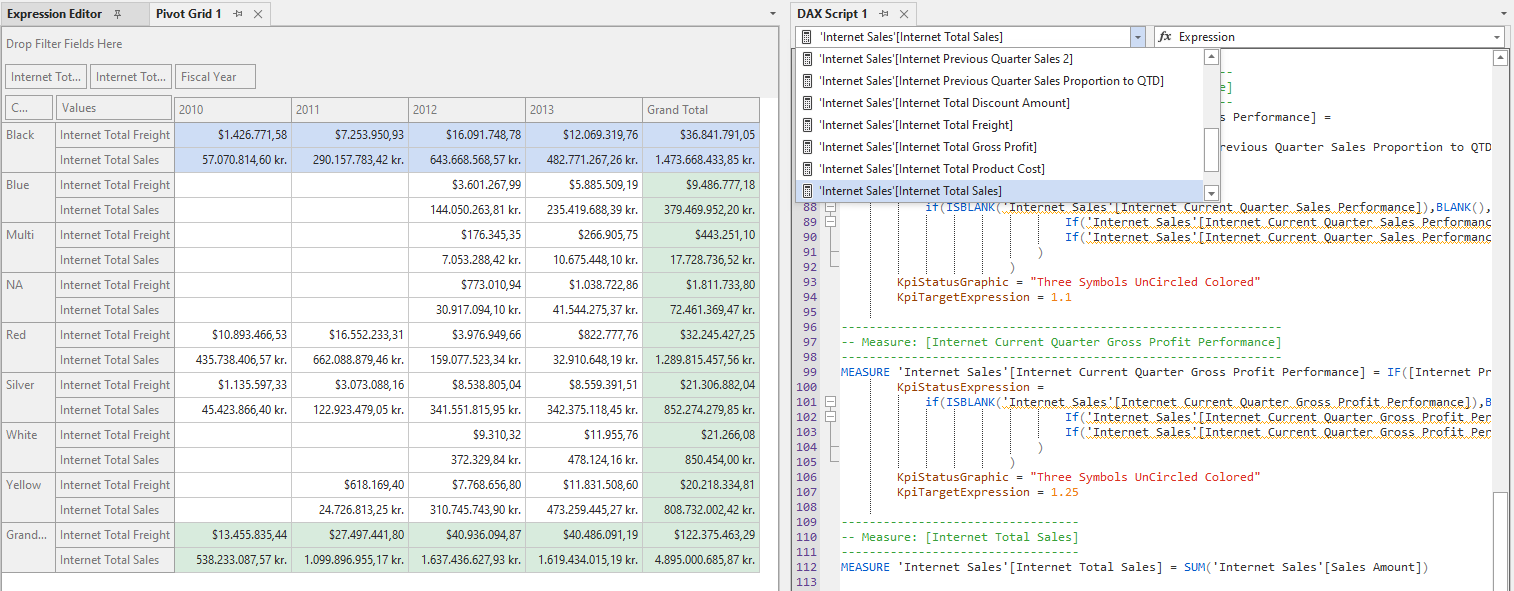 Expression Editor
Pivot Grid 1
Drop Filter Fields Here
Internet Tot... Internet Tot... Fiscal Year
C... Values 2010 2011 2012 2013 Grand Total
Black Internet Total Freight $1.426.771,58 $7.253.950,93 $16.091.748,78 $12.069.319,76 $36.841.791,05
Internet Total Sales 57.070.814,60 kr. 290.157.783,42 kr. 643.668.568,57 kr. 482.771.267,26 kr. 1.473.668.433,85 kr.
Blue Internet Total Freight $3.601.267,99 $5.885.509,19 $9.486.777,18
Internet Total Sales 144.050.263,81 kr. 235.419.688,39 kr. 379.469.952,20 kr.
Multi Internet Total Freight $176.345,35 $266.905,75 $443.251,10
Internet Total Sales 7.053.288,42 kr. 10.675.448,10 kr. 17.728.736,52 kr.
NA Internet Total Freight $773.010,94 $1.038.722,86 $1.811.733,80
Internet Total Sales 30.917.094,10 kr. 41.544.275,37 kr. 72.461.369,47 kr.
Red Internet Total Freight $10.893.466,53 $16.552.233,31 $3.976.949,66 $822.777,76 $32.245.427,25
Internet Total Sales 435.738.406,57 kr. 662.088.879,46 kr. 159.077.523,34 kr. 32.910.648,19 kr. 1.289.815.457,56 kr.
Silver Internet Total Freight $1.135.597,33 $3.073.088,16 $8.538.805,04 $8.559.391,51 $21.306.882,04
Internet Total Sales 45.423.866,40 kr. 122.923.479,05 kr. 341.551.815,95 kr. 342.375.118,45 kr. 852.274.279,85 kr.
White Internet Total Freight $9.310,32 $11.955,76 $21.266,08
Internet Total Sales 372.329,84 kr. 478.124,16 kr. 850.454,00 kr.
Yellow Internet Total Freight $618.169,40 $7.768.656,80 $11.831.508,60 $20.218.334,81
Internet Total Sales 24.726.813,25 kr. 310.745.743,90 kr. 473.259.445,27 kr. 808.732.002,42 kr.
Grand... Internet Total Freight $13.455.835,44 $27.497.441,80 $40.936.094,87 $40.486.091,19 $122.375.463,29
Internet Total Sales 538.233.087,57 kr. 1.099.896.955,17 kr. 1.637.436.627,93 kr. 1.619.434.015,19 kr. 4.895.000.685,87 kr.
DAX Script 1
'Internet Sales'[Internet Total Sales] fx Expression
'Internet Sales'[Internet Previous Quarter Sales 2]
'Internet Sales'[Internet Previous Quarter Sales Proportion to QTD]
'Internet Sales'[Internet Total Discount Amount]
'Internet Sales'[Internet Total Freight]
'Internet Sales'[Internet Total Gross Profit]
'Internet Sales'[Internet Total Product Cost]
'Internet Sales'[Internet Total Sales]
--
e]
--
s Performance] =
revious Quarter Sales Proportion to QTD
88 if(ISBLANK('Internet Sales'[Internet Current Quarter Sales Performance]),BLANK(),
89 If('Internet Sales'[Internet Current Quarter Sales Performanc
90 If('Internet Sales'[Internet Current Quarter Sales Performanc
91 )
92 )
93 KpiStatusGraphic = "Three Symbols UnCircled Colored"
94 KpiTargetExpression = 1.1
95
96 --------------------------------------------------------------
97 -- Measure: [Internet Current Quarter Gross Profit Performance]
98 --------------------------------------------------------------
99 MEASURE 'Internet Sales'[Internet Current Quarter Gross Profit Performance] = IF([Internet Pr
100 KpiStatusExpression =
101 if(ISBLANK('Internet Sales'[Internet Current Quarter Gross Profit Performance]),B
102 If('Internet Sales'[Internet Current Quarter Gross Profit Per
103 If('Internet Sales'[Internet Current Quarter Gross Profit Per
104 )
105 )
106 KpiStatusGraphic = "Three Symbols UnCircled Colored"
107 KpiTargetExpression = 1.25
108
109 ---------------------------------
110 -- Measure: [Internet Total Sales]
111 ---------------------------------
112 MEASURE 'Internet Sales'[Internet Total Sales] = SUM('Internet Sales'[Sales Amount])
113